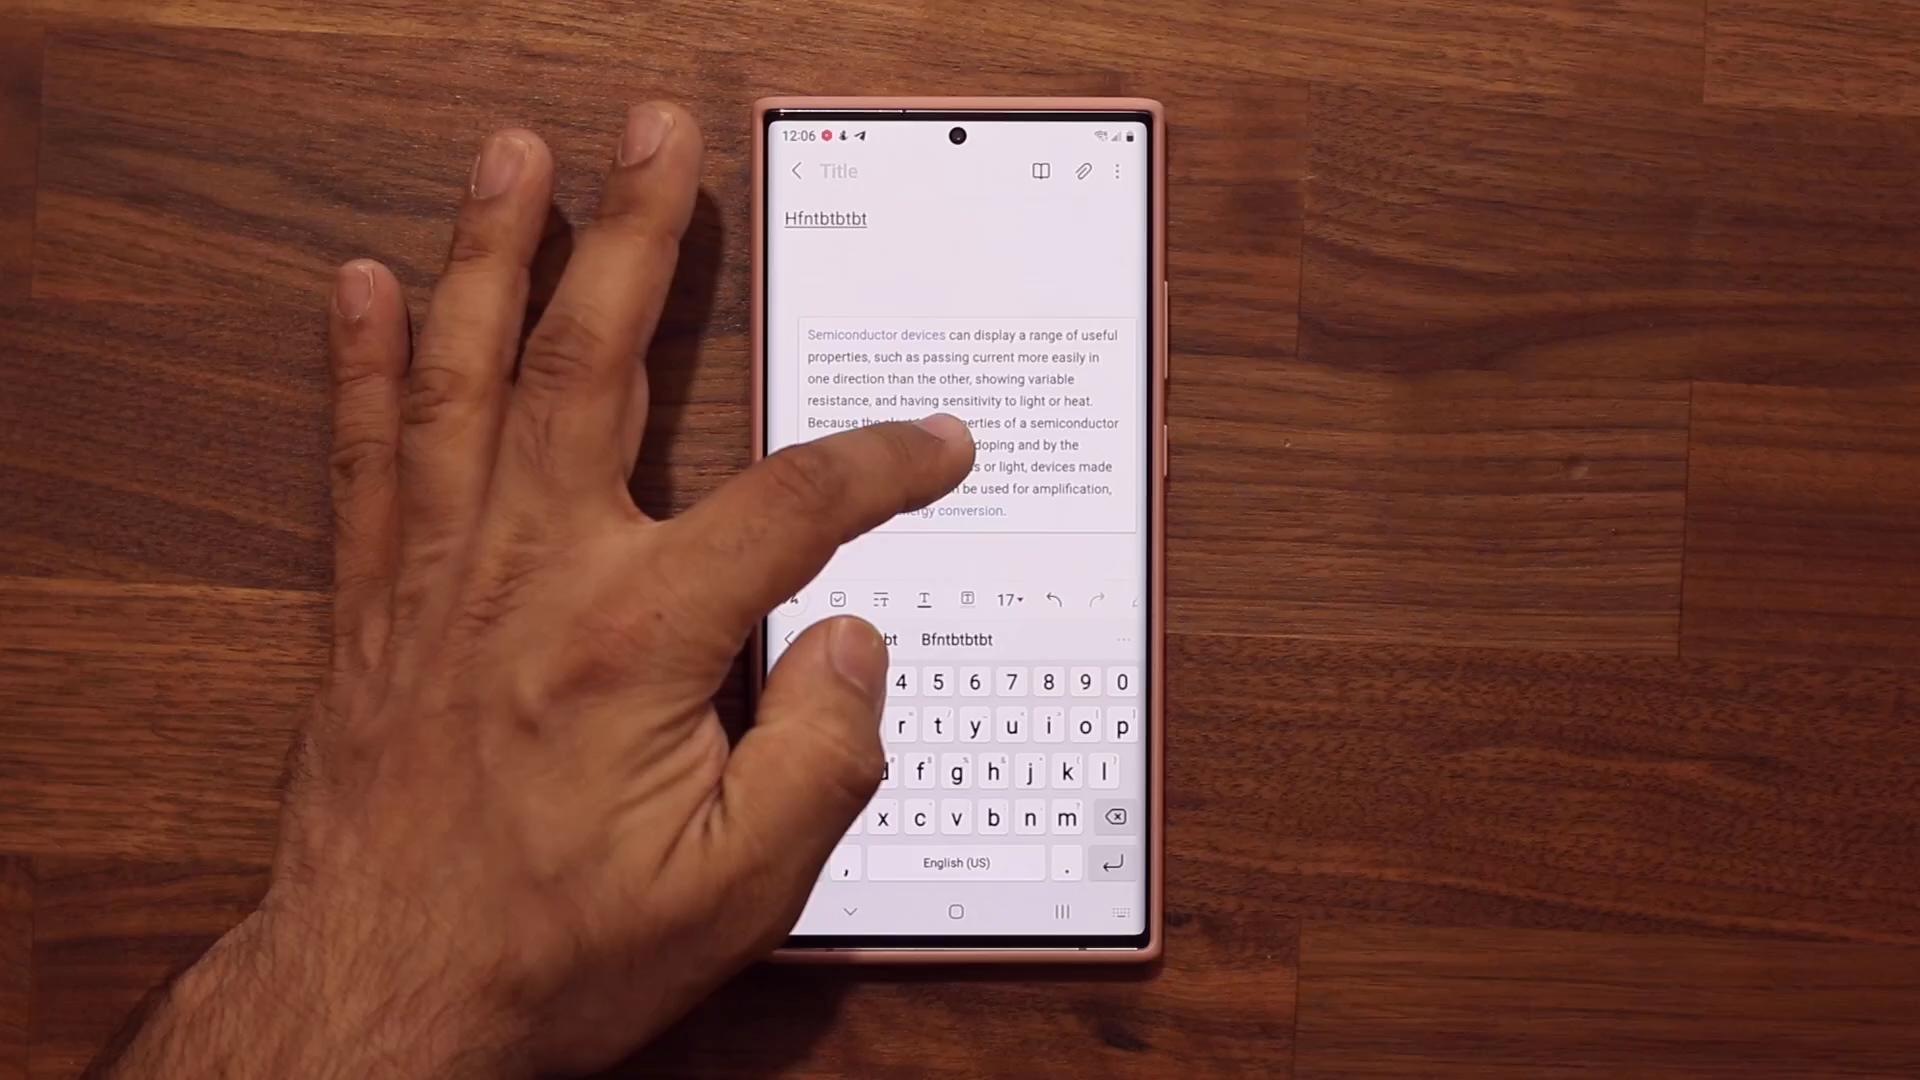 12:06
Title
Hfntbtbtbt
Semiconductor devices can display a range of useful
properties, such as passing current more easily in
one direction than the other, showing variable
resistance, and having sensitivity to light or heat.
Because the of a semiconductor
doping and by the
or light, devices made
be used for amplification,
conversion.
17
Bfntbtbtbt
4 5 6 7 8 9 0
r t y u i o p
f g h j k l
x c v b n m
, English (US) .